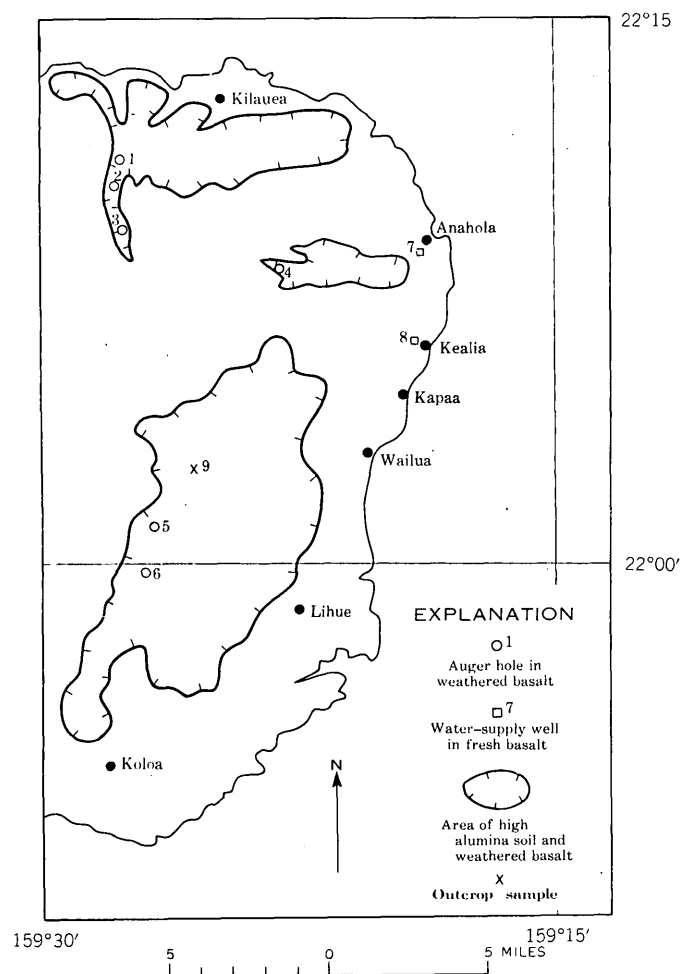 22°15
Kilauea
1
2
3
Anahola
7
4
8
Kealia
Kapaa
Wailua
9
5
6
22°00′
Lihue
EXPLANATION
1
Auger hole in
weathered basalt
7
Water-supply well
in fresh basalt
Koloa
N
Area of high
alumina soil and
weathered basalt
x
Outcrop sample
159°30′
159°15′
5 0 5 MILES